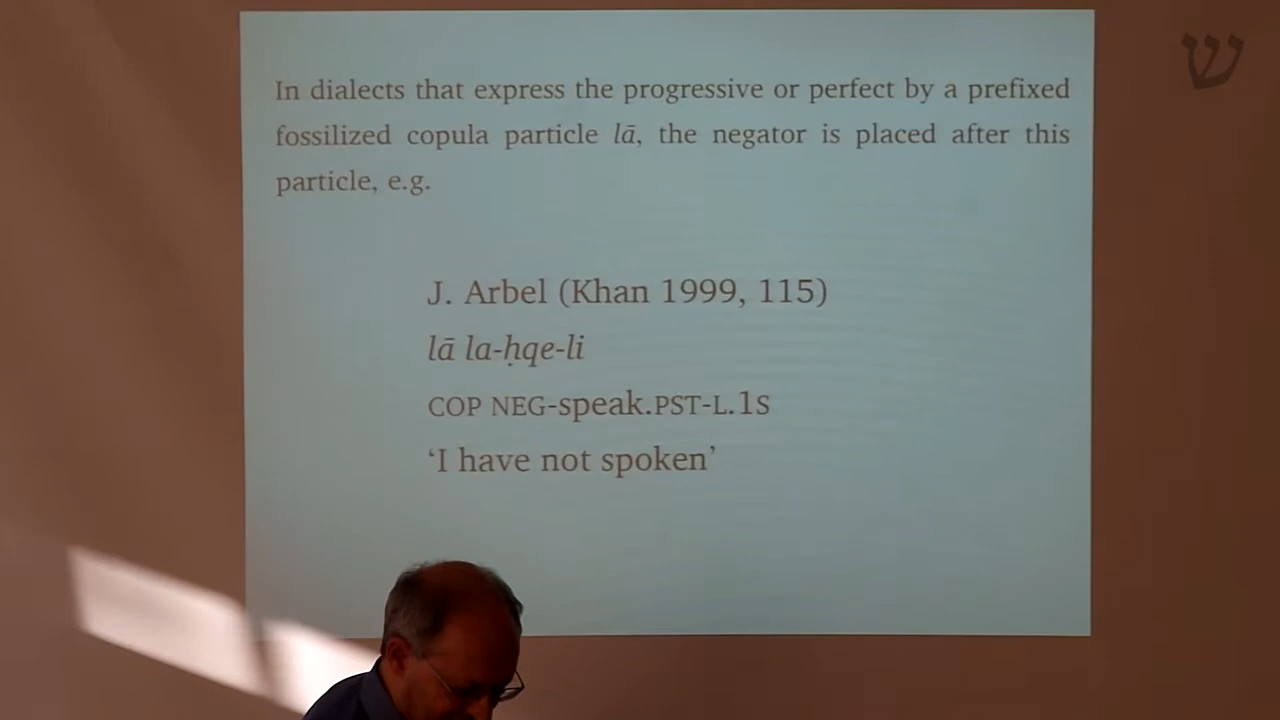 ש
In dialects that express the progressive or perfect by a prefixed
fossilized copula particle lā, the negator is placed after this
particle, e.g.
J. Arbel (Khan 1999, 115)
lā la-ḥqe-li
COP NEG-speak.PST-L.1S
‘I have not spoken’